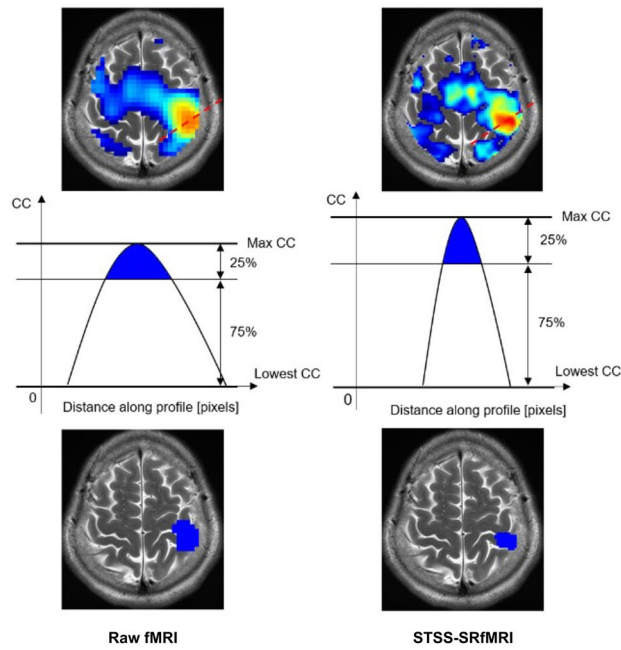 CC
Max CC
25%
75%
Lowest CC
0
Distance along profile [pixels]
CC
Max CC
25%
75%
Lowest CC
0
Distance along profile [pixels]
Raw fMRI
STSS-SRfMRI